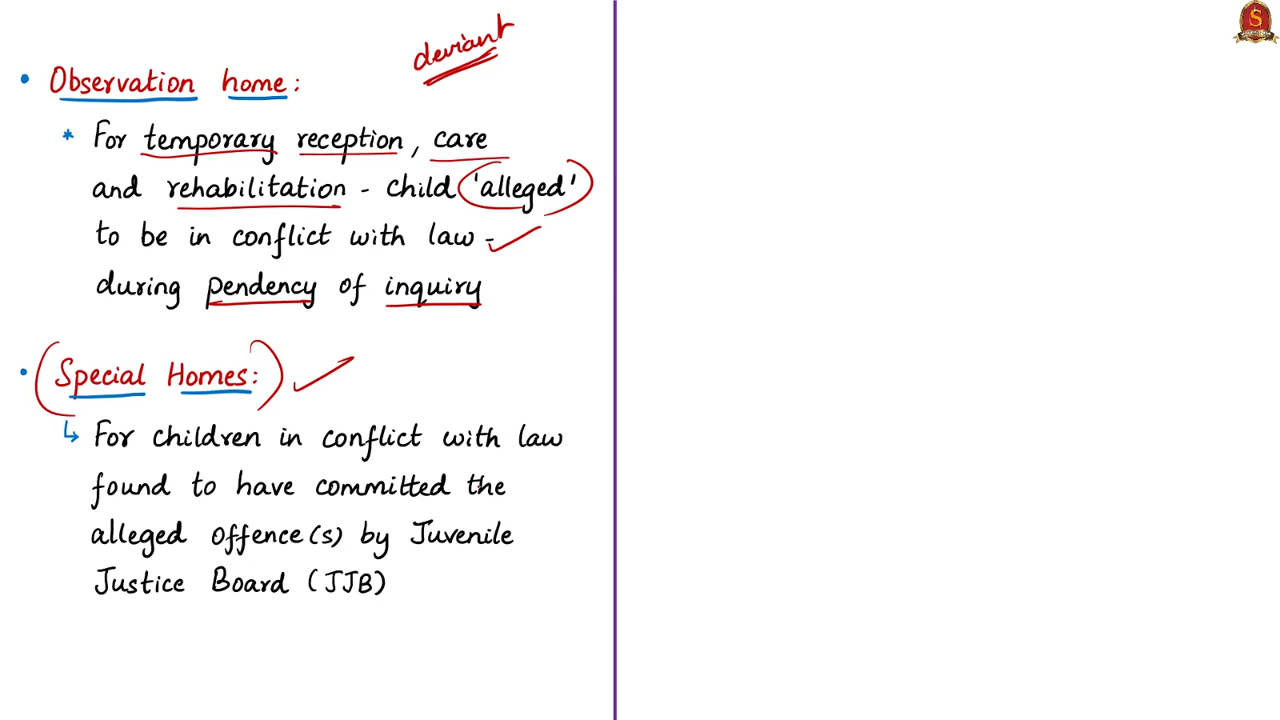 deviant
• Observation home:
* For temporary reception, care
and rehabilitation - child 'alleged'
to be in conflict with law -
during pendency of inquiry
• Special Homes:
↳ For children in conflict with law
found to have committed the
alleged offence(s) by Juvenile
Justice Board (JJB)
S